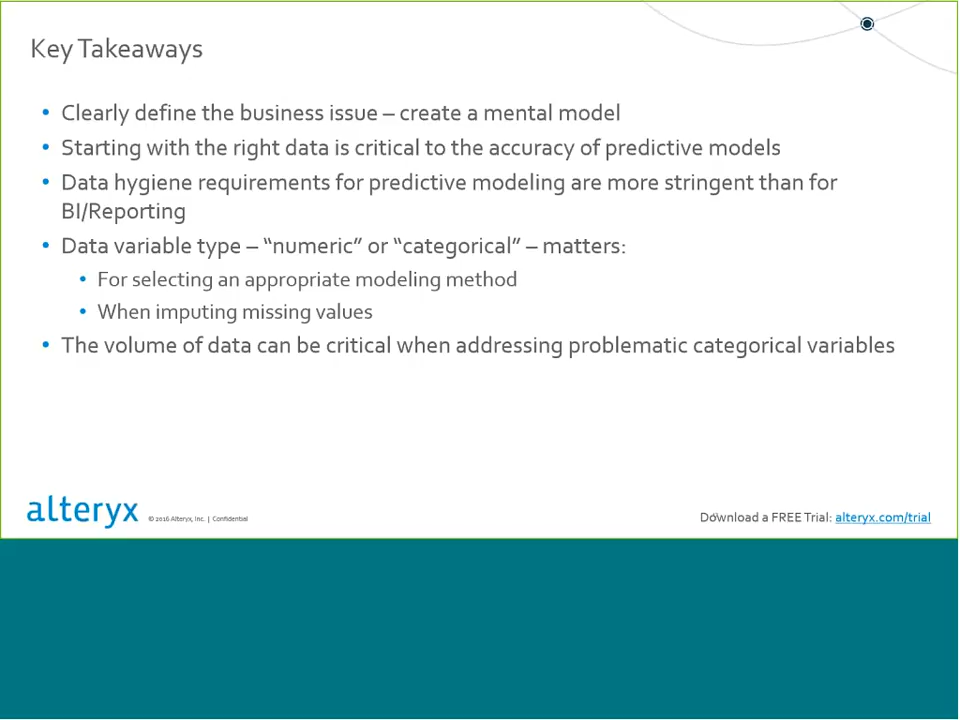 Key Takeaways
• Clearly define the business issue – create a mental model
• Starting with the right data is critical to the accuracy of predictive models
• Data hygiene requirements for predictive modeling are more stringent than for
BI/Reporting
• Data variable type – “numeric” or “categorical” – matters:
• For selecting an appropriate modeling method
• When imputing missing values
• The volume of data can be critical when addressing problematic categorical variables
alteryx
© 2016 Alteryx, Inc. | Confidential
Download a FREE Trial: alteryx.com/trial